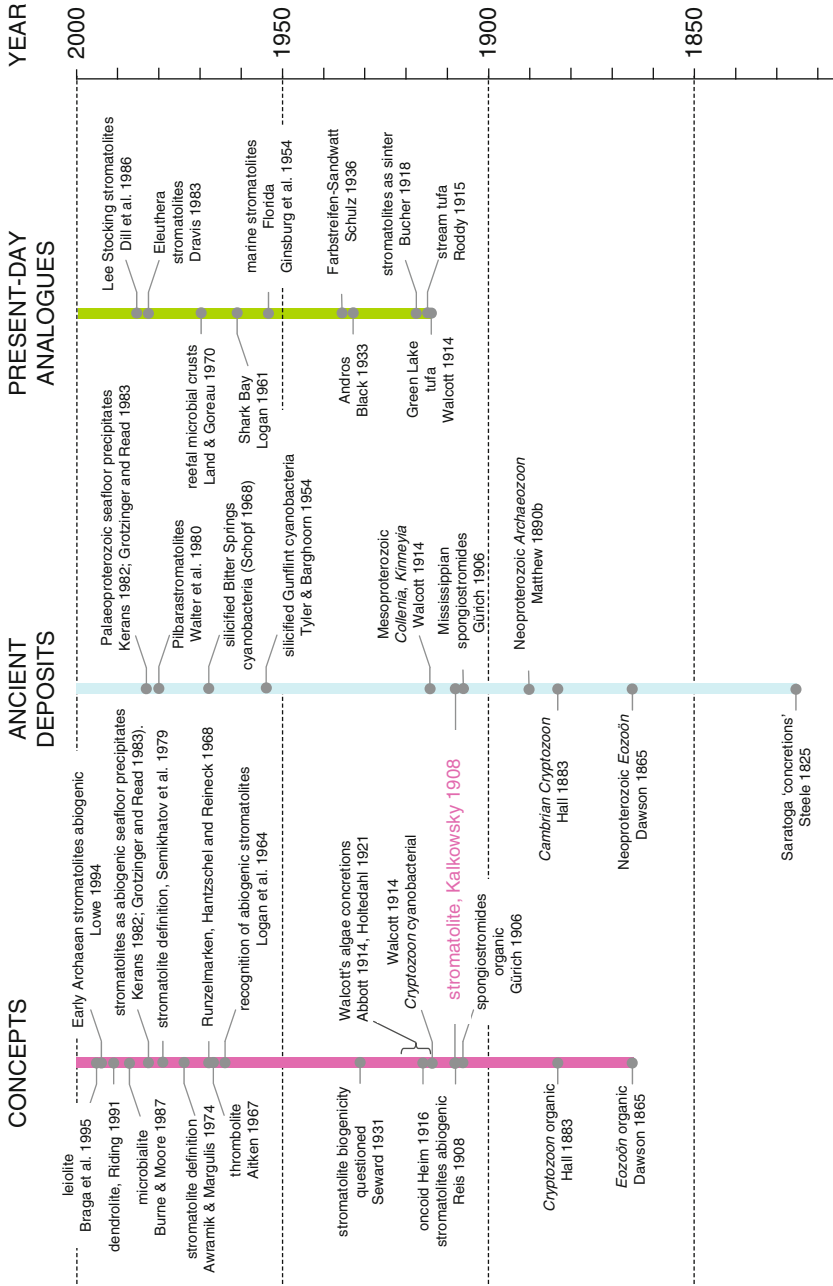 CONCEPTS
ANCIENT
DEPOSITS
PRESENT-DAY
ANALOGUES
YEAR
2000
1950
1900
1850
leiolite
Braga et al. 1995
dendrolite, Riding 1991
microbialite
Burne & Moore 1987
stromatolite definition
Awramik & Margulis 1974
thrombolite
Aitken 1967
stromatolite biogenicity
questioned
Seward 1931
oncoid Heim 1916
stromatolites abiogenic
Reis 1908
Cryptozoon organic
Hall 1883
Eozoön organic
Dawson 1865
Early Archaean stromatolites abiogenic
Lowe 1994
stromatolites as abiogenic seafloor precipitates
Kerans 1982; Grotzinger and Read 1983).
stromatolite definition, Semikhatov et al. 1979
Runzelmarken, Hantzschel and Reineck 1968
recognition of abiogenic stromatolites
Logan et al. 1964
Walcott's algae concretions
Abbott 1914, Holtedahl 1921
Walcott 1914
Cryptozoon cyanobacterial
stromatolite, Kalkowsky 1908
spongiostromides
organic
Gürich 1906
Cambrian Cryptozoon
Hall 1883
Neoproterozoic Eozoön
Dawson 1865
Saratoga 'concretions'
Steele 1825
Palaeoproterozoic seafloor precipitates
Kerans 1982; Grotzinger and Read 1983
Pilbarastromatolites
Walter et al. 1980
silicified Bitter Springs
cyanobacteria (Schopf 1968)
silicified Gunflint cyanobacteria
Tyler & Barghoorn 1954
Mesoproterozoic
Collenia, Kinneyia
Walcott 1914
Mississippian
spongiostromides
Gürich 1906
Neoproterozoic Archaeozoon
Matthew 1890b
reefal microbial crusts
Land & Goreau 1970
Shark Bay
Logan 1961
Andros
Black 1933
Green Lake
tufa
Walcott 1914
Lee Stocking stromatolites
Dill et al. 1986
Eleuthera
stromatolites
Dravis 1983
marine stromatolites
Florida
Ginsburg et al. 1954
Farbstreifen-Sandwatt
Schulz 1936
stromatolites as sinter
Bucher 1918
stream tufa
Roddy 1915